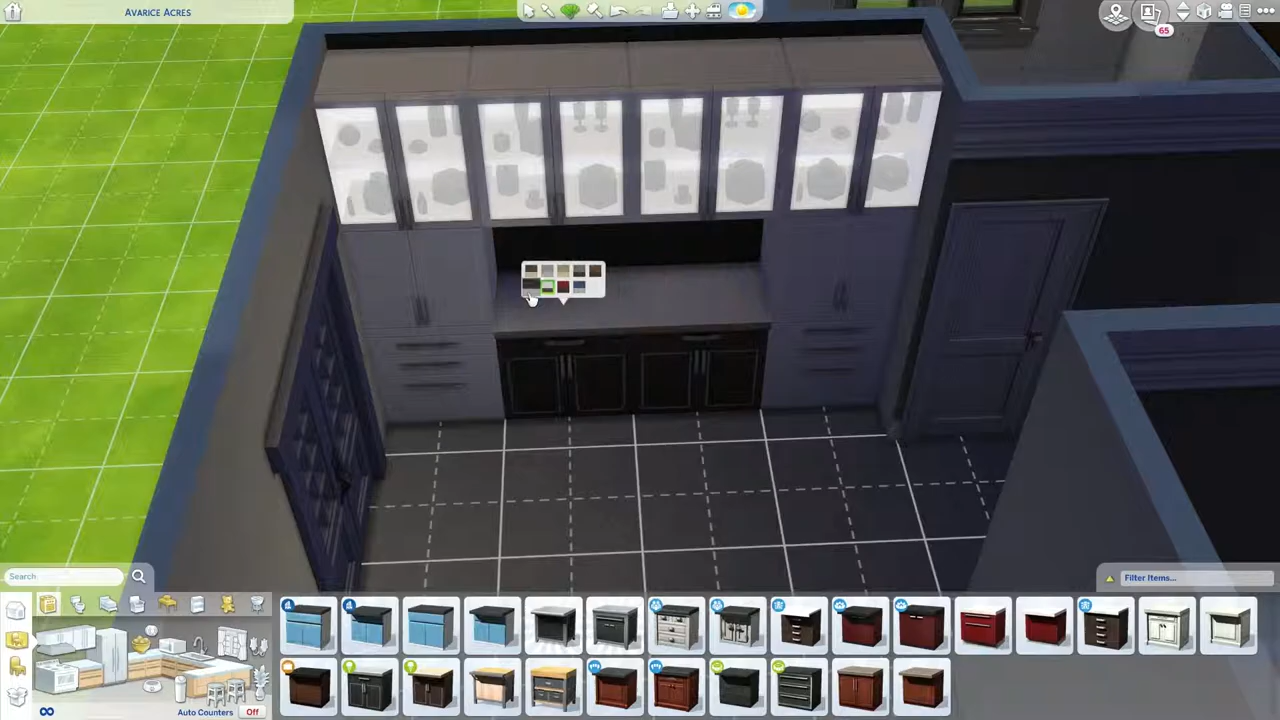 AVARICE ACRES
65
Search
Filter Items...
Auto Counters Off